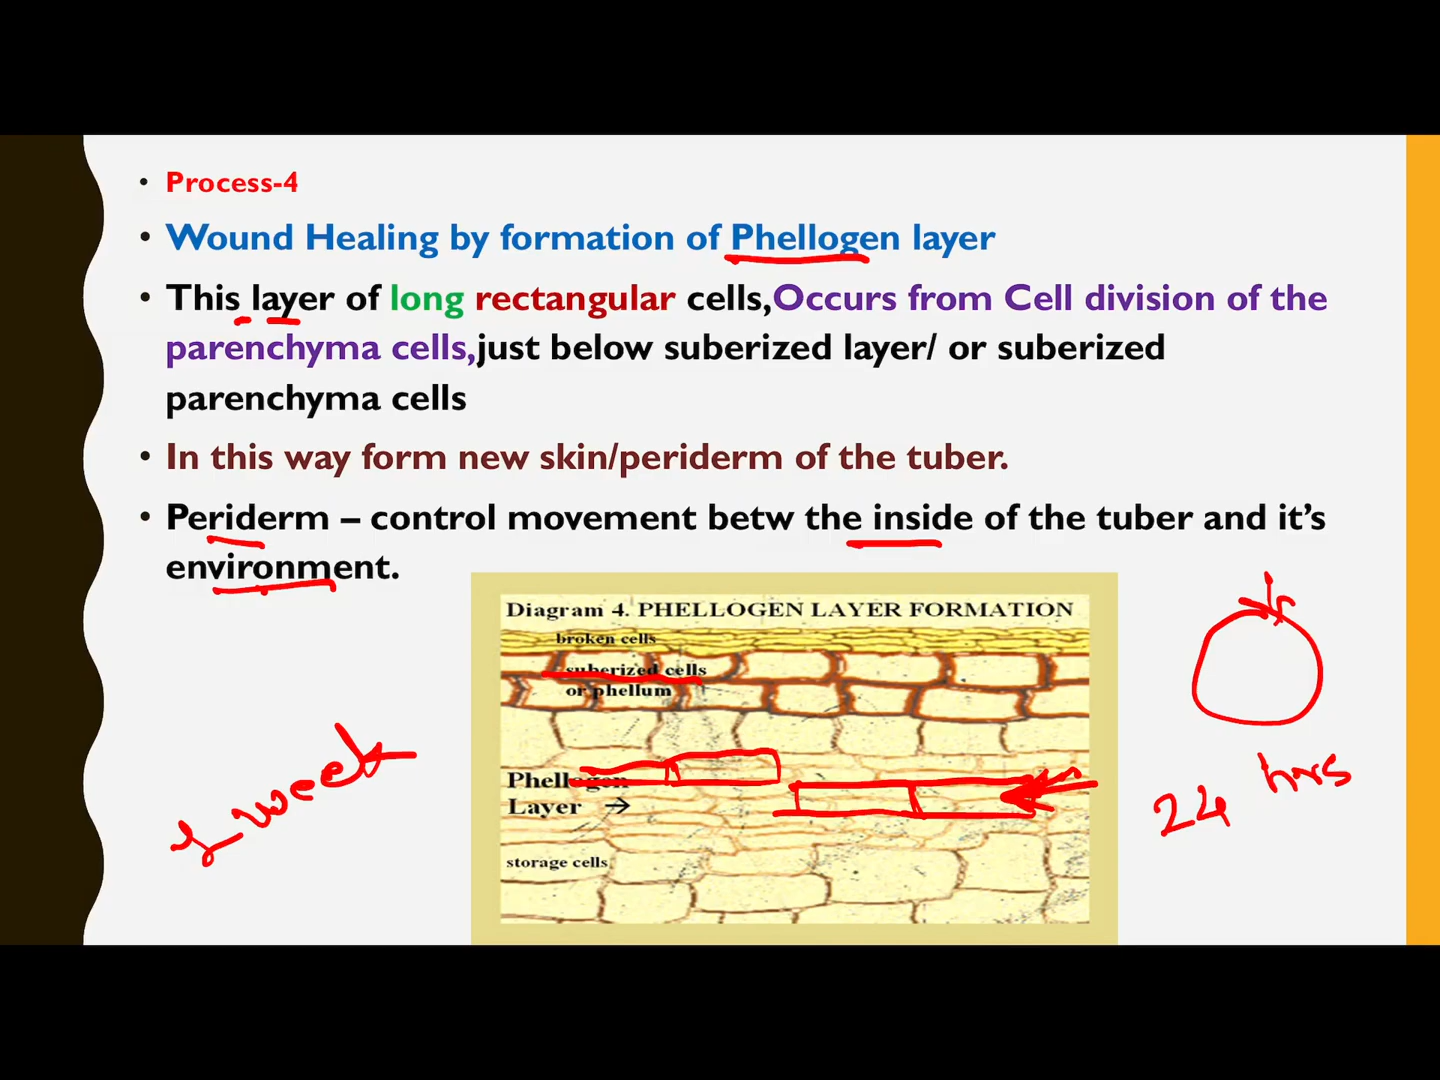 • Process-4
• Wound Healing by formation of Phellogen layer
• This layer of long rectangular cells,Occurs from Cell division of the
parenchyma cells,just below suberized layer/ or suberized
parenchyma cells
• In this way form new skin/periderm of the tuber.
• Periderm – control movement betw the inside of the tuber and it's
environment.
Diagram 4. PHELLOGEN LAYER FORMATION
broken cells
suberized cells
or phellum
Phellogen
Layer →
storage cells
week
24 hrs